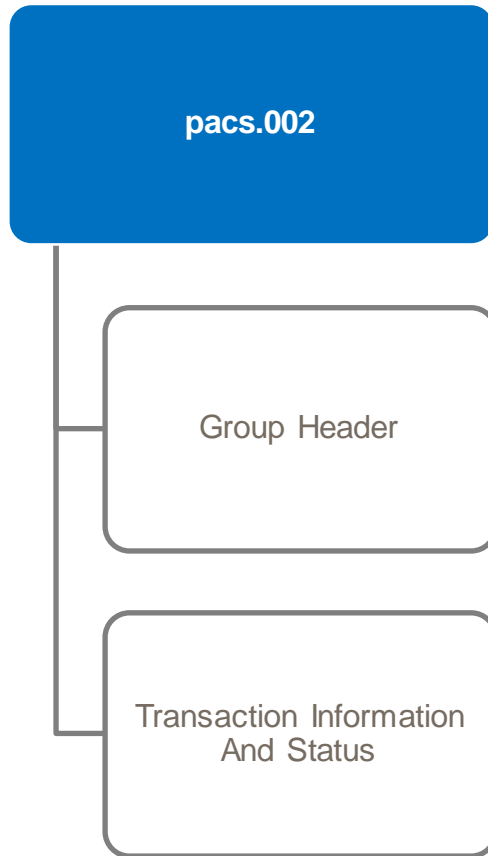 pacs.002
Group Header
Transaction Information
And Status